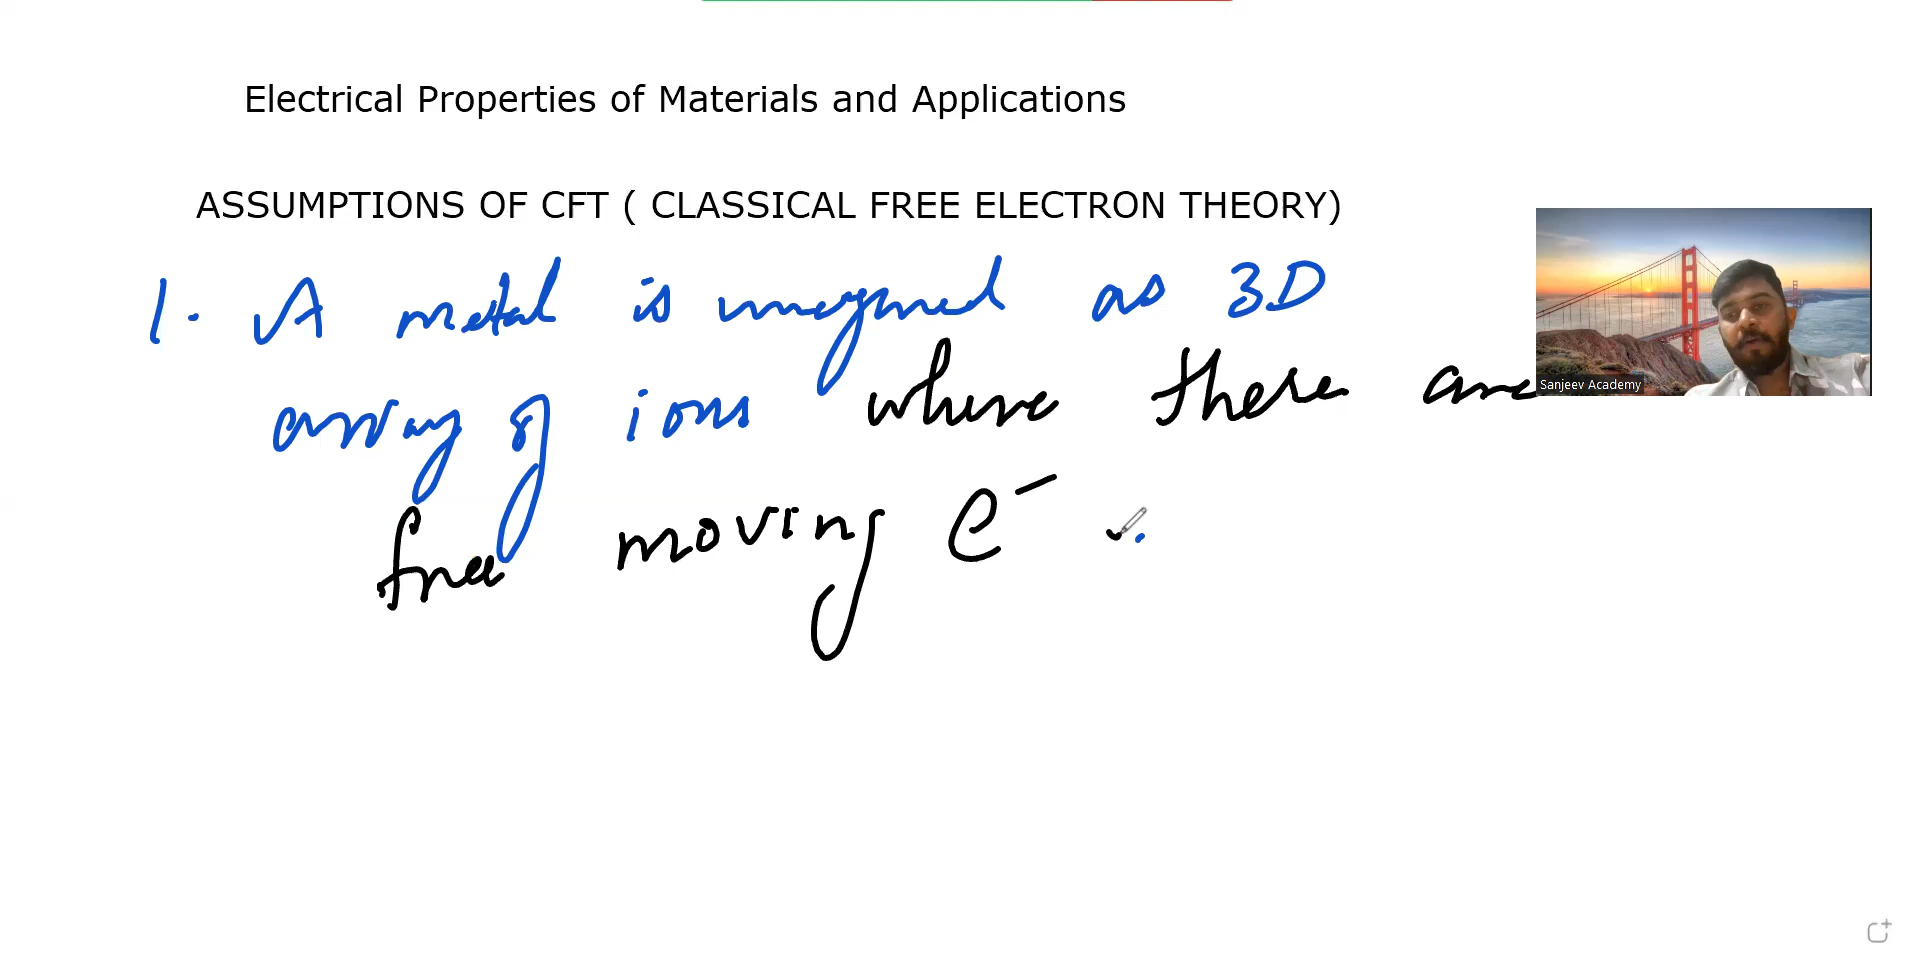 Electrical Properties of Materials and Applications
ASSUMPTIONS OF CFT ( CLASSICAL FREE ELECTRON THEORY)
1. A metal is imagined as 3D
array of ions where there are
free moving e⁻ .
Sanjeev Academy